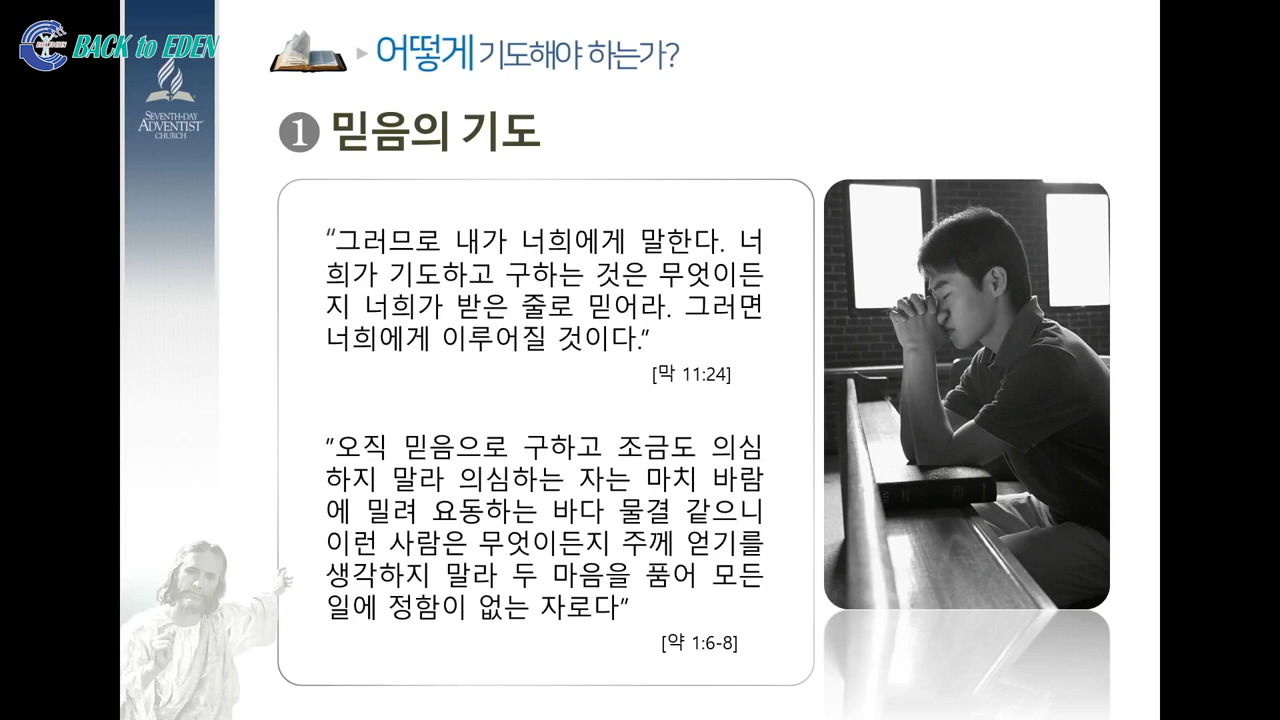 BACK to EDEN
SEVENTH-DAY
ADVENTIST
CHURCH
어떻게 기도해야 하는가?
1 믿음의 기도
“그러므로 내가 너희에게 말한다. 너
희가 기도하고 구하는 것은 무엇이든
지 너희가 받은 줄로 믿어라. 그러면
너희에게 이루어질 것이다.”
[막 11:24]
”오직 믿음으로 구하고 조금도 의심
하지 말라 의심하는 자는 마치 바람
에 밀려 요동하는 바다 물결 같으니
이런 사람은 무엇이든지 주께 얻기를
생각하지 말라 두 마음을 품어 모든
일에 정함이 없는 자로다”
[약 1:6-8]